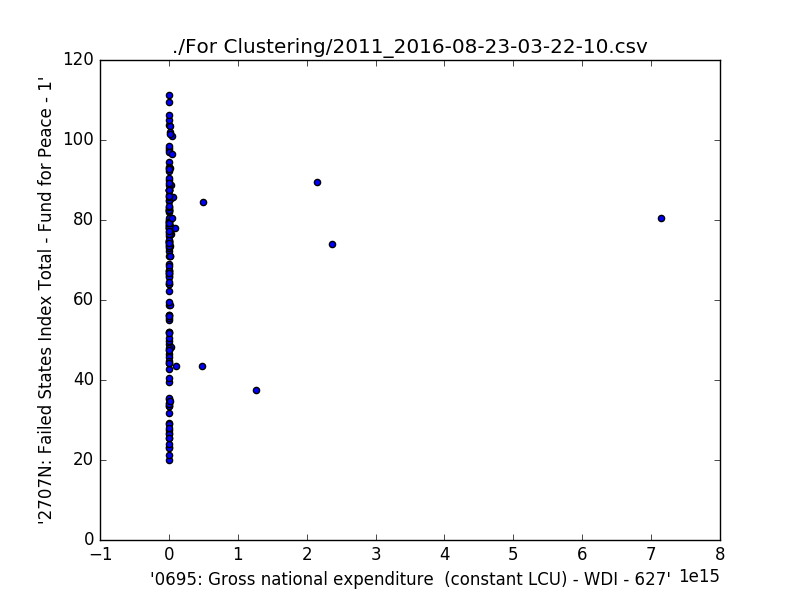 ./For Clustering/2011_2016-08-23-03-22-10.csv
120
100
80
60
40
20
0
'2707N: Failed States Index Total - Fund for Peace - 1'
−1 0 1 2 3 4 5 6 7 8
1e15
'0695: Gross national expenditure  (constant LCU) - WDI - 627'